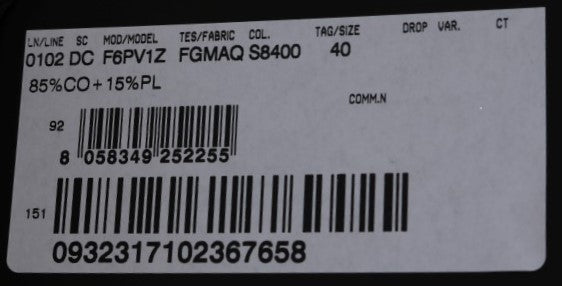 LN/LINE SC MOD/MODEL TES/FABRIC COL. TAG/SIZE DROP VAR. CT
0102 DC F6PV1Z FGMAQ S8400 40
85%CO+15%PL
COMM.N
92
8 058349 252255
151
0932317102367658